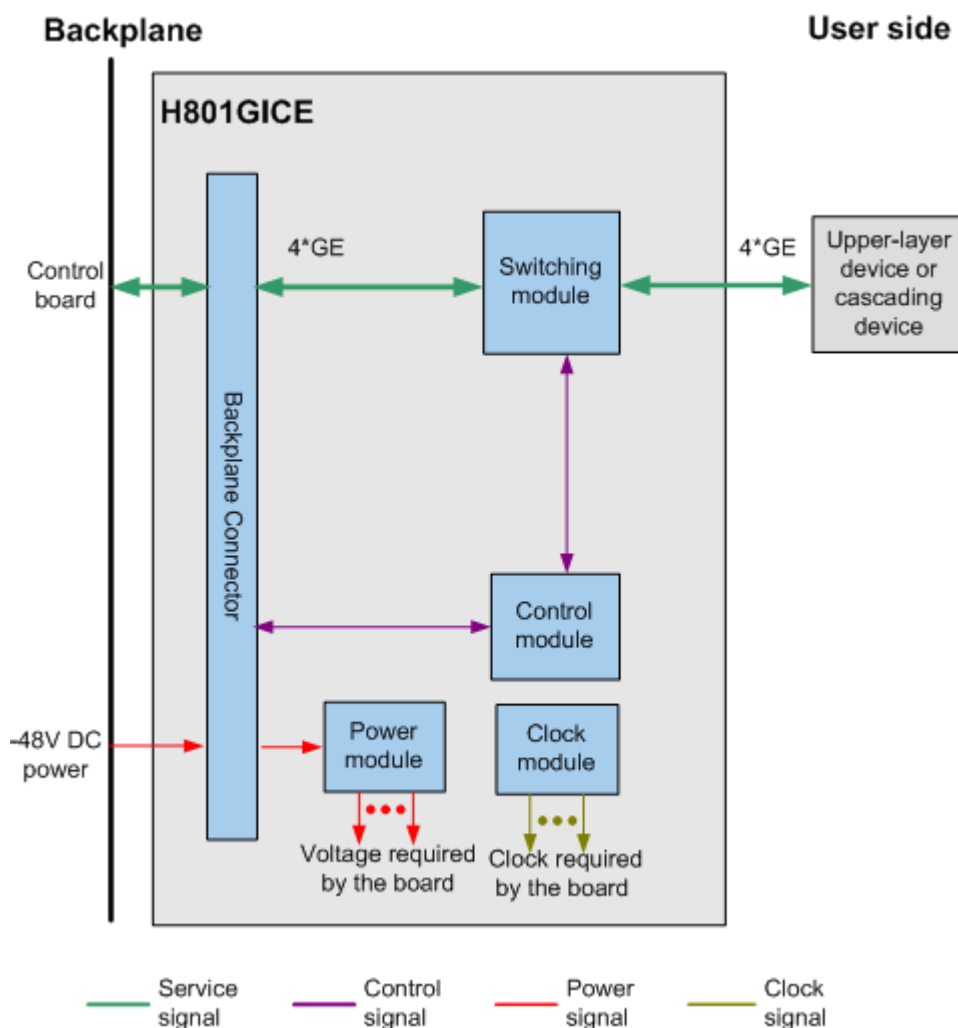 Backplane
User side
H801GICE
4*GE
Switching
module
4*GE
Upper-layer
device or
cascading
device
Control
board
Backplane Connector
Control
module
-48V DC
power
Power
module
Clock
module
Voltage required
by the board
Clock required
by the board
Service
signal
Control
signal
Power
signal
Clock
signal